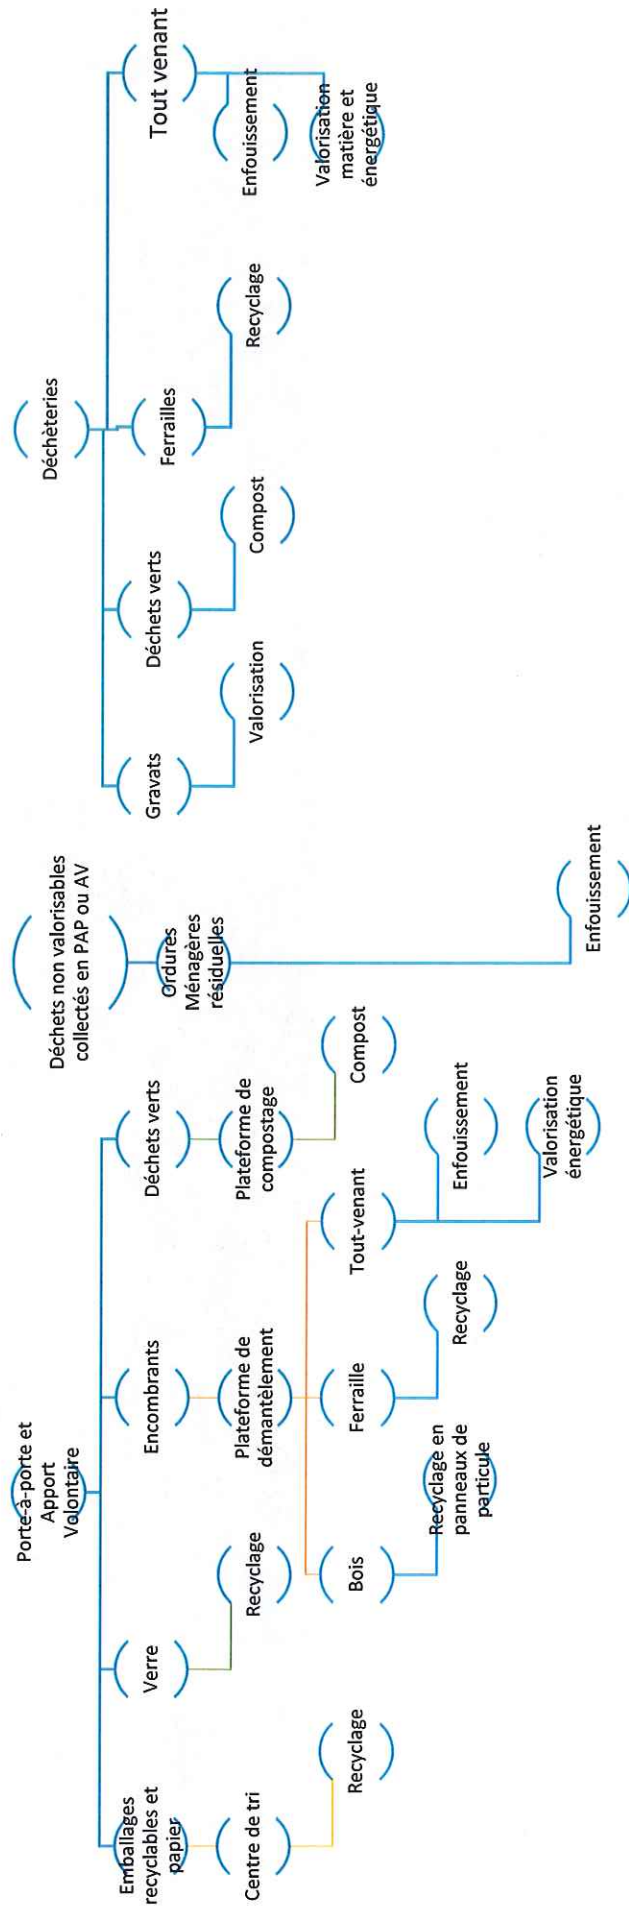 Porte-à-porte et
Apport
Volontaire
Emballages
recyclables et
papier
Centre de tri
Recyclage
Verre
Recyclage
Encombrants
Plateforme de
démantèlement
Bois
Recyclage en
panneaux de
particule
Ferraille
Recyclage
Tout-venant
Enfouissement
Valorisation
énergétique
Déchets verts
Plateforme de
compostage
Compost
Déchets non valorisables
collectés en PAP ou AV
Ordures
Ménagères
résiduelles
Enfouissement
Déchèteries
Gravats
Valorisation
Déchets verts
Compost
Ferrailles
Recyclage
Tout venant
Enfouissement
Valorisation
matière et
énergétique